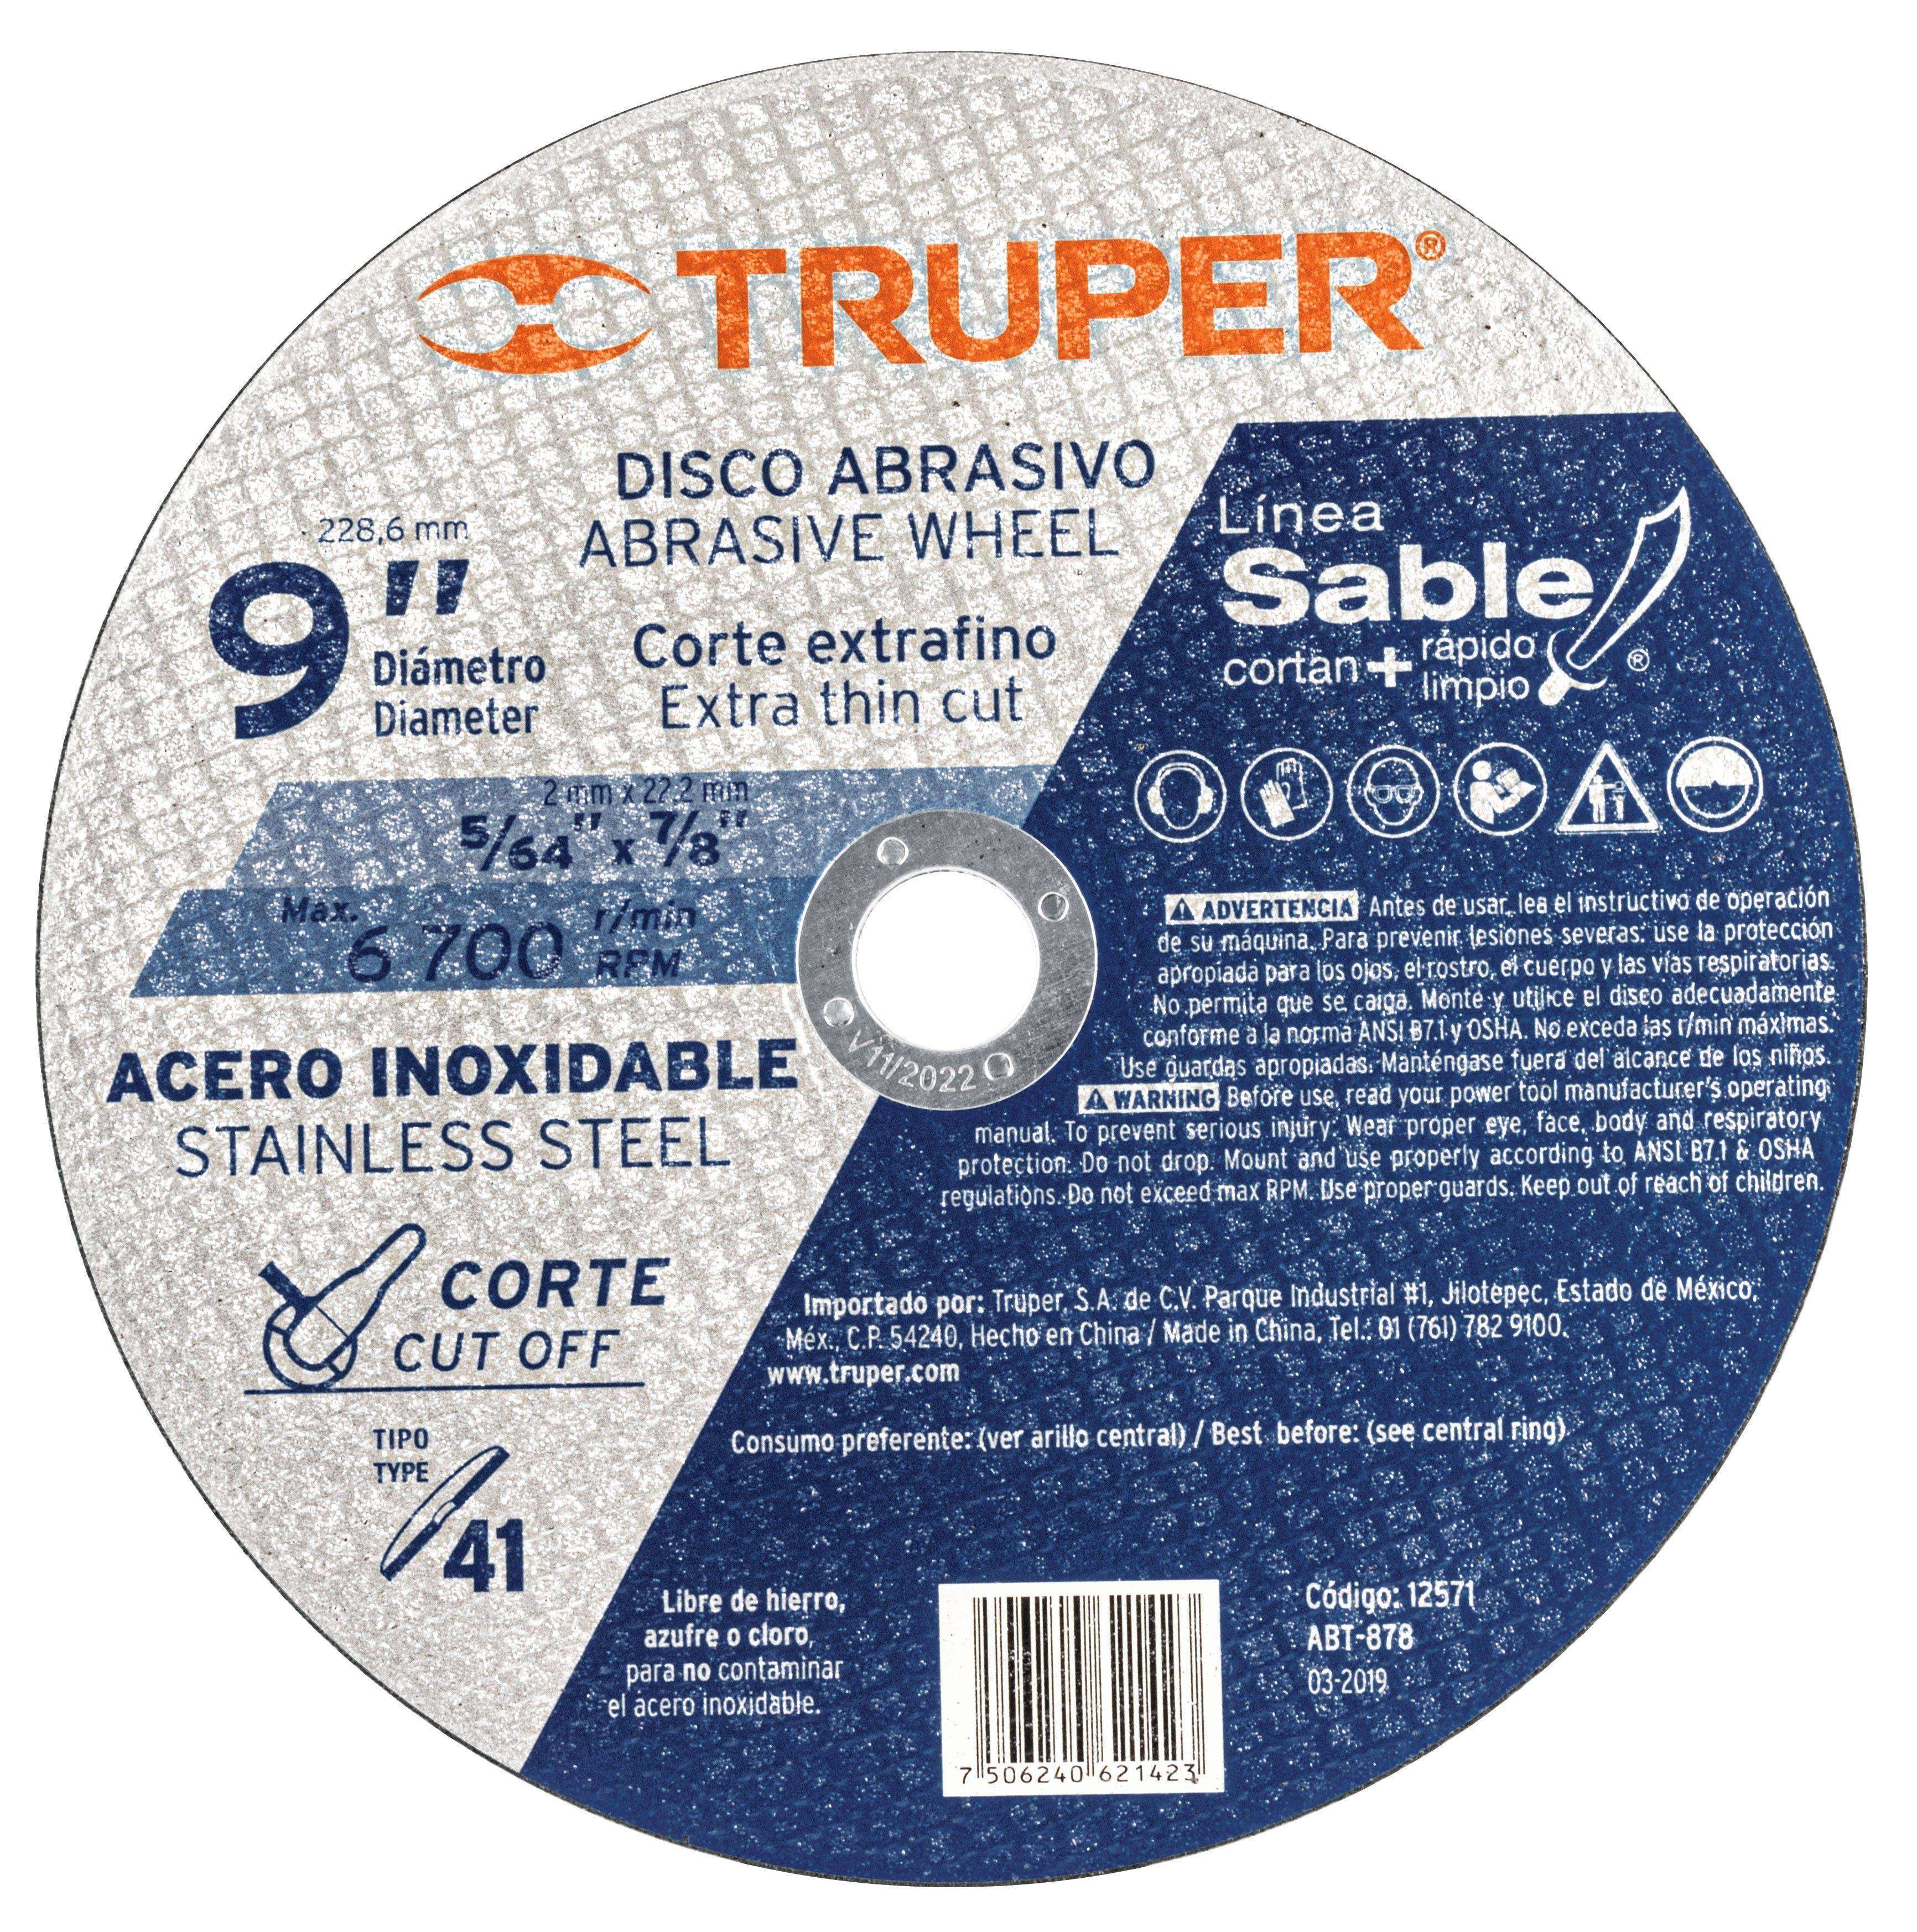 TRUPER®
DISCO ABRASIVO
ABRASIVE WHEEL
228,6 mm
9"
Diámetro
Diameter
Corte extrafino
Extra thin cut
Línea
Sable
cortan + rápido
limpio ®
2 mm x 22.2 mm
5/64" x 7/8"
Max.
6 700 r/min
RPM
ACERO INOXIDABLE
STAINLESS STEEL
V11/2022
CORTE
CUT OFF
TIPO
TYPE
41
ADVERTENCIA Antes de usar, lea el instructivo de operación
de su máquina. Para prevenir lesiones severas: use la protección
apropiada para los ojos, el rostro, el cuerpo y las vías respiratorias.
No permita que se caiga. Monte y utilice el disco adecuadamente
conforme a la norma ANSI B7.1 y OSHA. No exceda las r/min máximas.
Use guardas apropiadas. Manténgase fuera del alcance de los niños.
WARNING Before use, read your power tool manufacturer's operating
manual. To prevent serious injury: Wear proper eye, face, body and respiratory
protection. Do not drop. Mount and use properly according to ANSI B7.1 & OSHA
regulations. Do not exceed max RPM. Use proper guards. Keep out of reach of children.
Importado por: Truper, S.A. de C.V. Parque Industrial #1, Jilotepec, Estado de México,
Méx., C.P. 54240, Hecho en China / Made in China, Tel.: 01 (761) 782 9100.
www.truper.com
Consumo preferente: (ver arillo central) / Best before: (see central ring)
Libre de hierro,
azufre o cloro,
para no contaminar
el acero inoxidable.
7 506240 621423
Código: 12571
ABT-878
03-2019